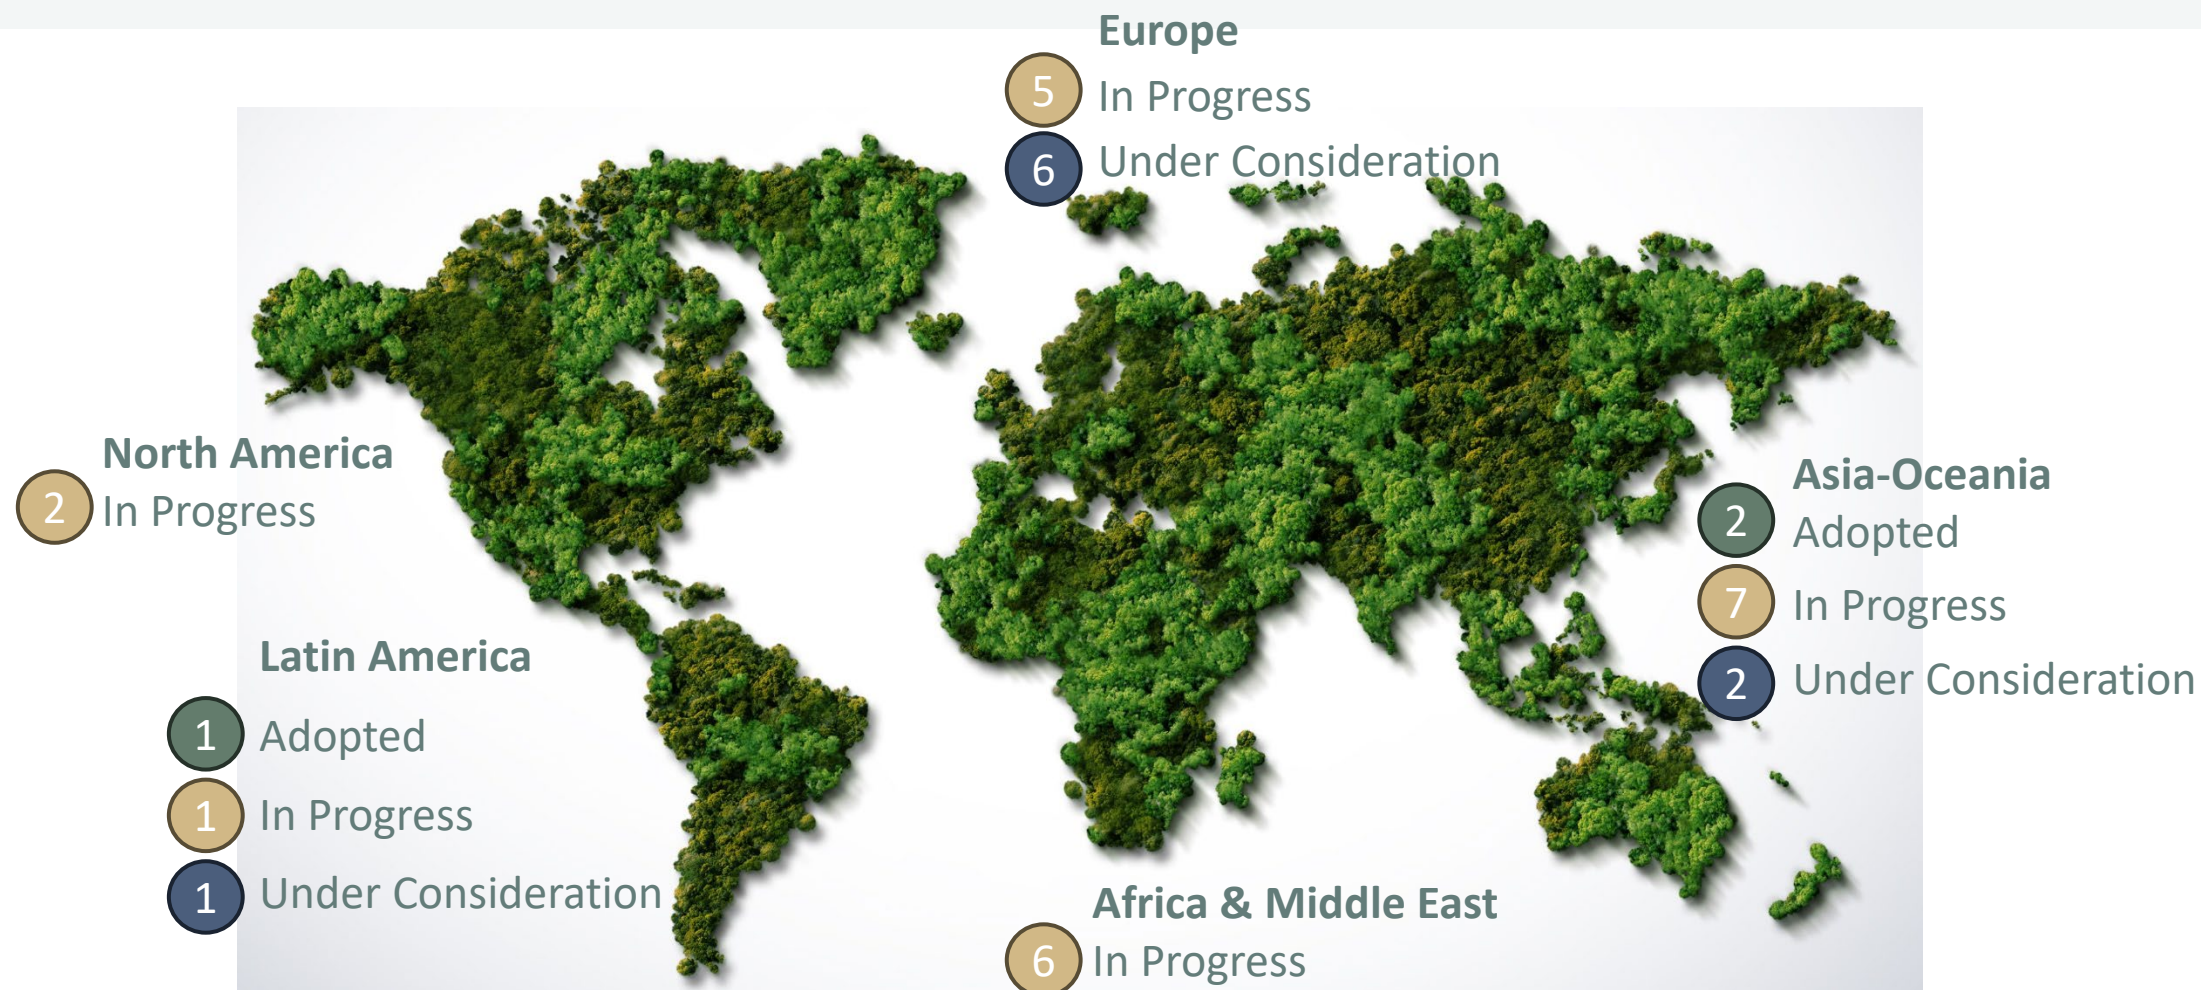 Europe
5 In Progress
6 Under Consideration
North America
2 In Progress
Asia-Oceania
2 Adopted
7 In Progress
2 Under Consideration
Latin America
1 Adopted
1 In Progress
1 Under Consideration
Africa & Middle East
6 In Progress